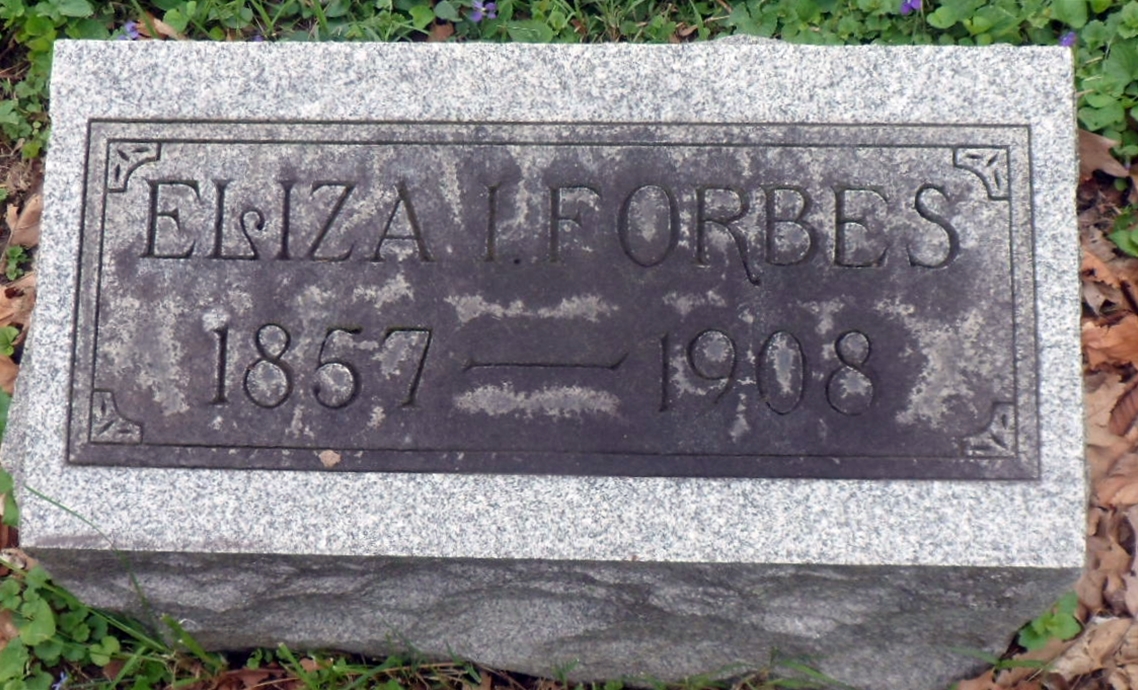 ELIZA I. FORBES
1857 — 1908